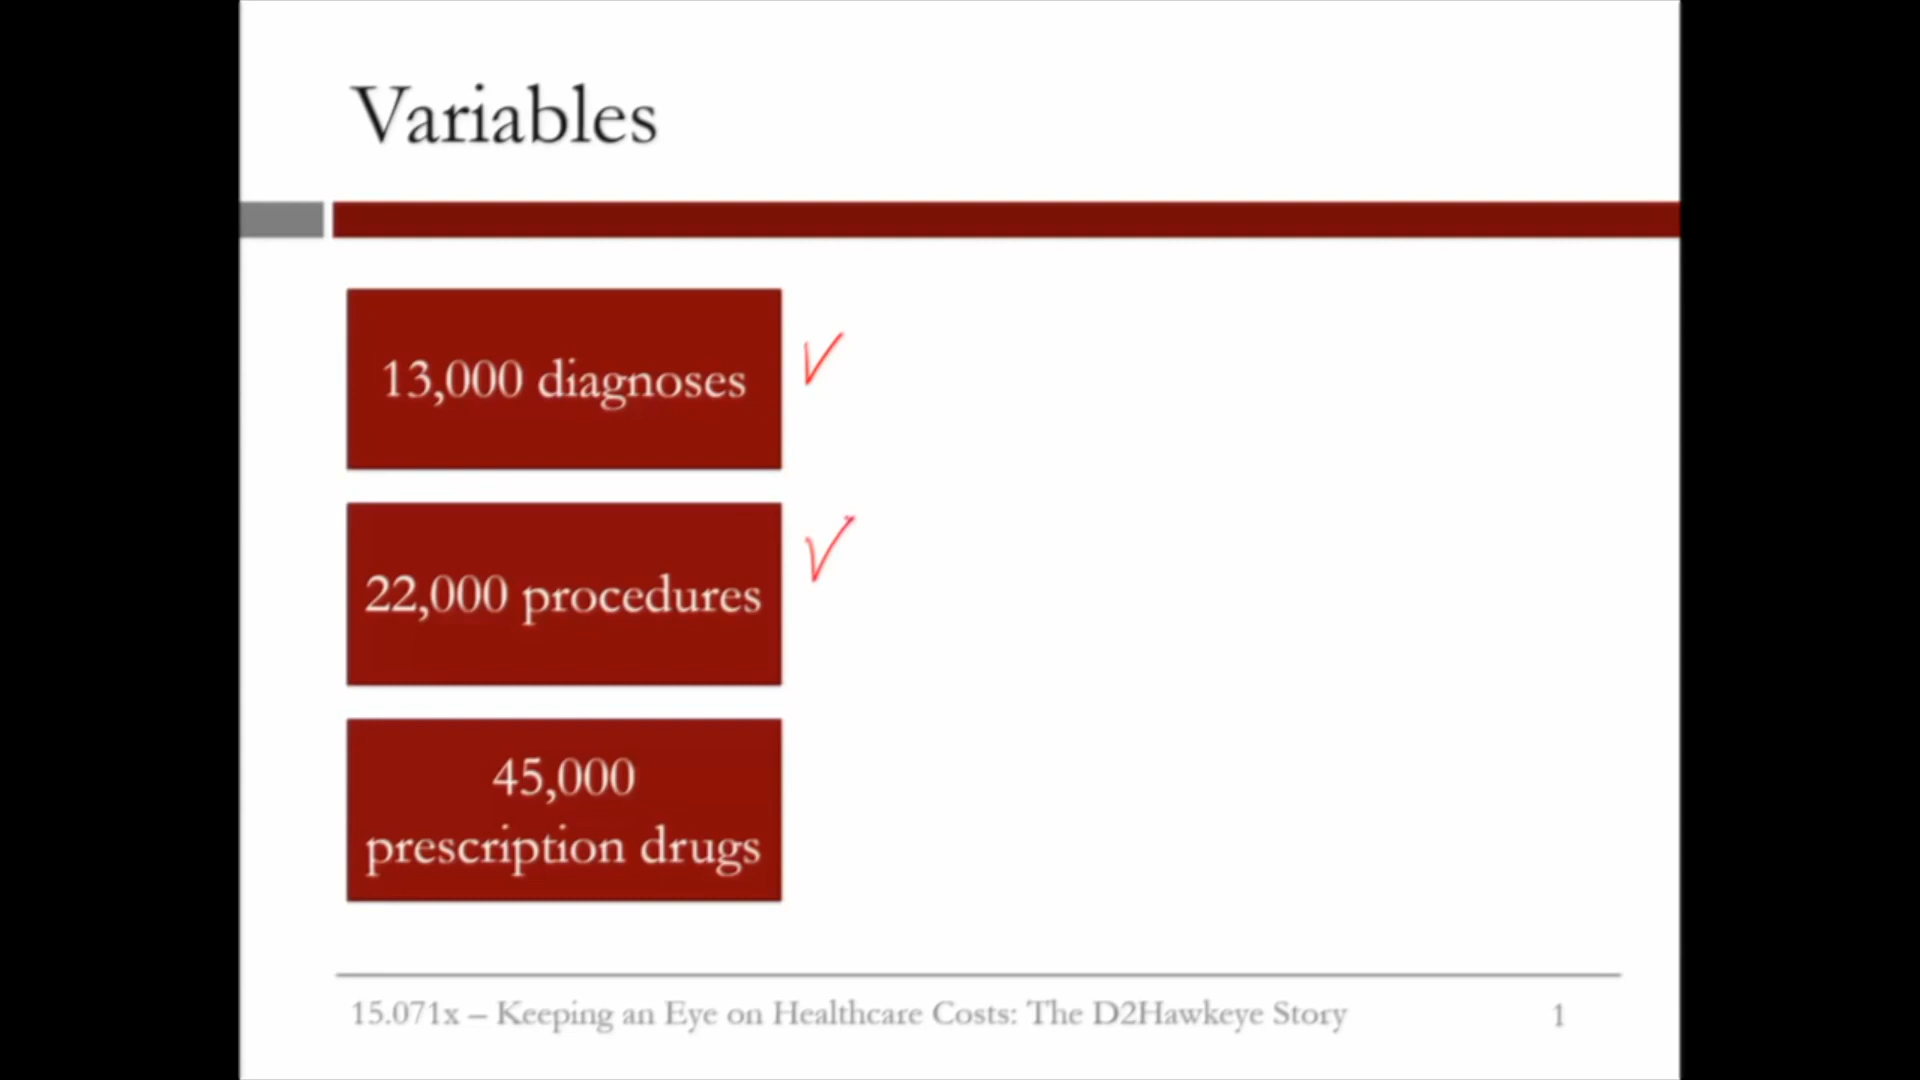 Variables
13,000 diagnoses
22,000 procedures
45,000
prescription drugs
15.071x – Keeping an Eye on Healthcare Costs: The D2Hawkeye Story 1